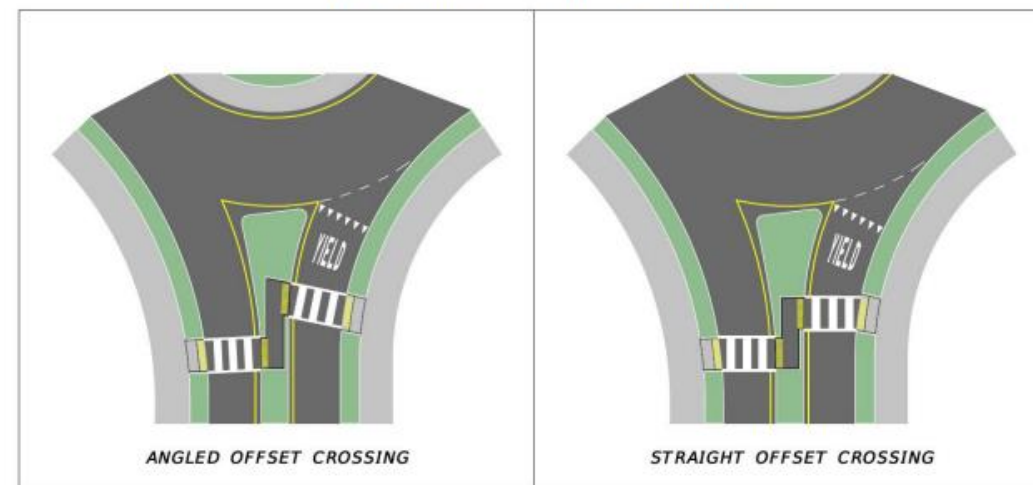 YIELD
YIELD
ANGLED OFFSET CROSSING
STRAIGHT OFFSET CROSSING